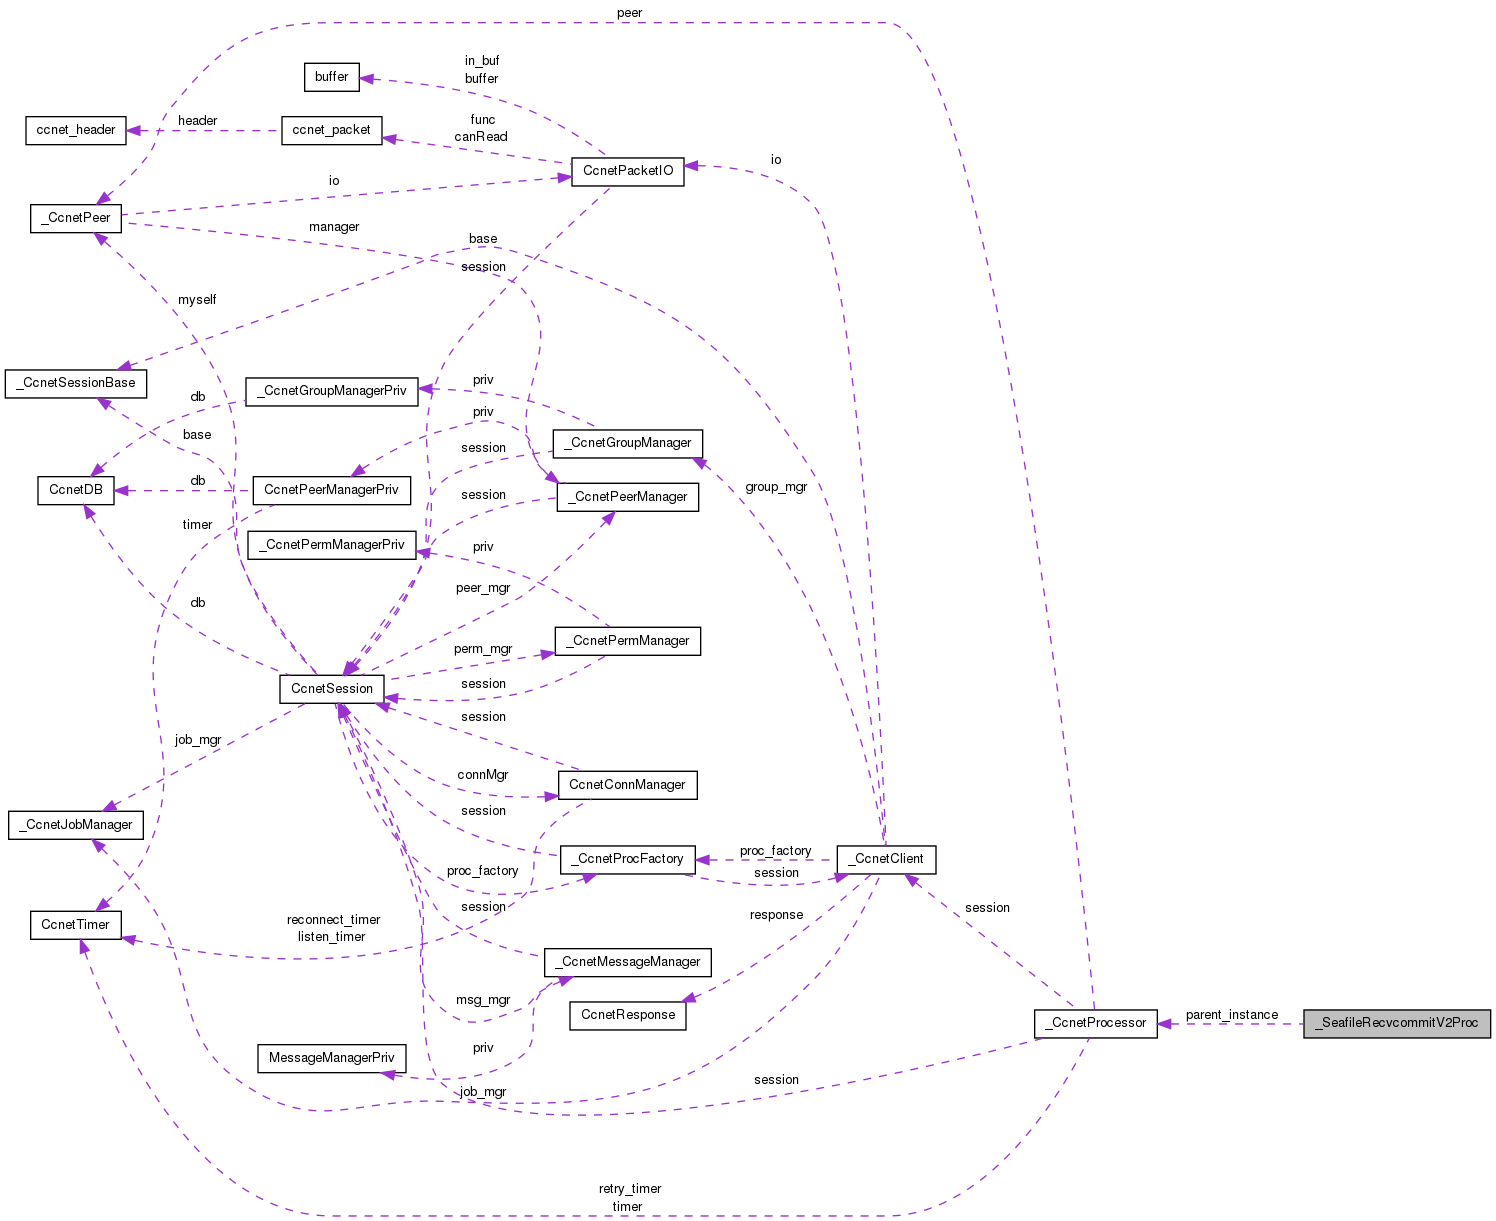 peer
in_buf
buffer
buffer
func
canRead
header
ccnet_header
ccnet_packet
io
CcnetPacketIO
io
_CcnetPeer
manager
base
session
myself
_CcnetSessionBase
_CcnetGroupManagerPriv
priv
db
priv
base
_CcnetGroupManager
session
group_mgr
CcnetDB
db
CcnetPeerManagerPriv
_CcnetPeerManager
session
timer
_CcnetPermManagerPriv
priv
peer_mgr
db
perm_mgr
_CcnetPermManager
session
CcnetSession
session
job_mgr
connMgr
CcnetConnManager
session
_CcnetJobManager
proc_factory
_CcnetProcFactory
proc_factory
session
_CcnetClient
session
response
session
reconnect_timer
listen_timer
CcnetTimer
_CcnetMessageManager
msg_mgr
CcnetResponse
parent_instance
_CcnetProcessor
_SeafileRecvcommitV2Proc
priv
MessageManagerPriv
job_mgr
session
retry_timer
timer